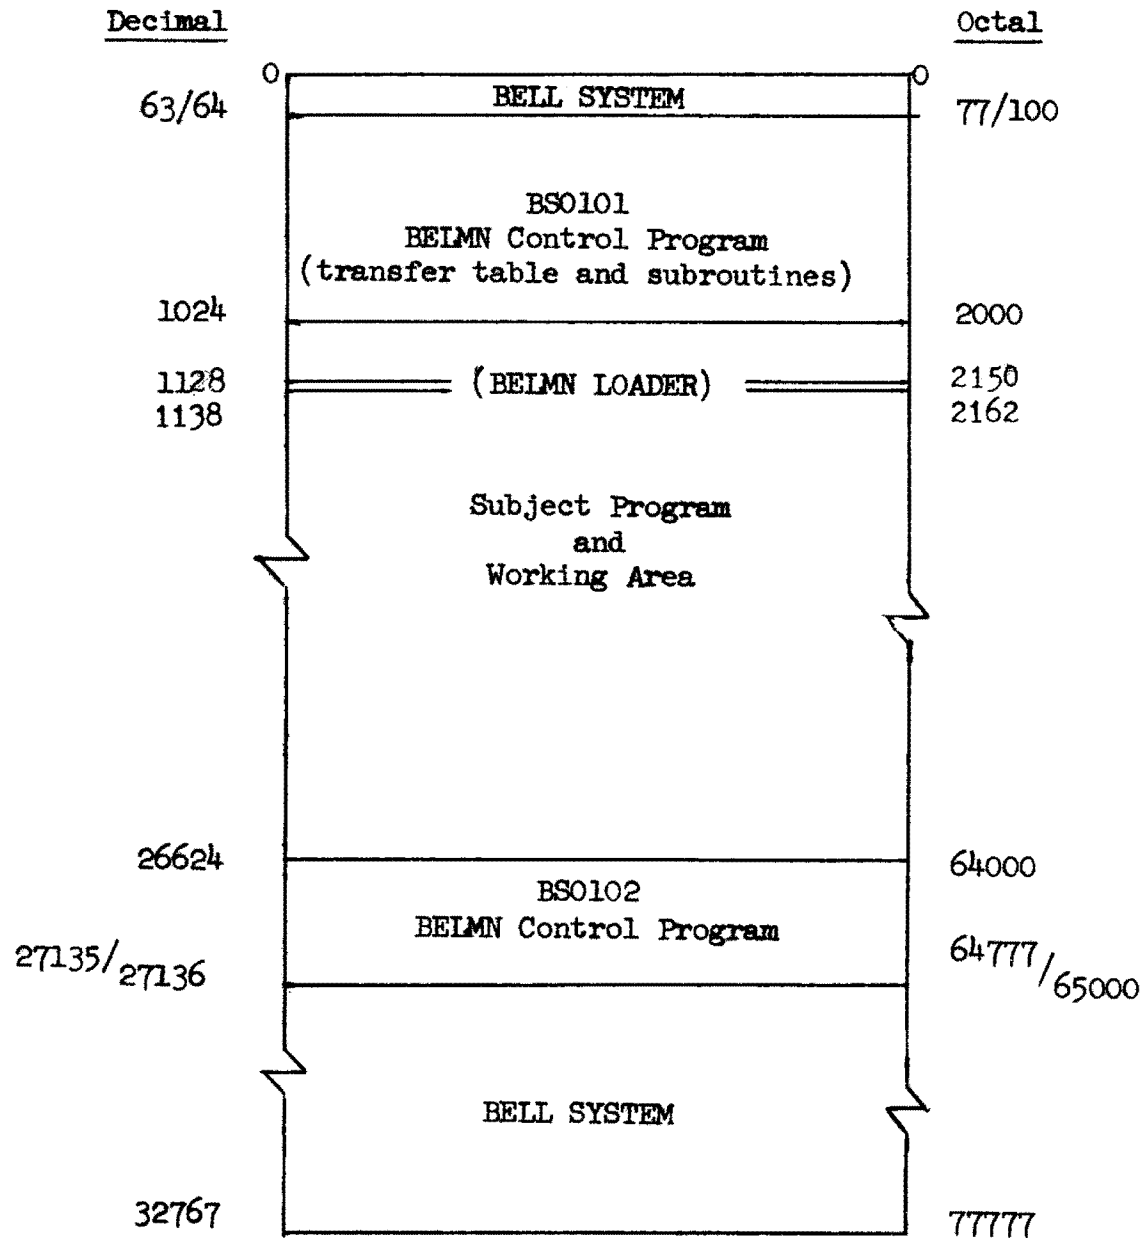 Decimal Octal
0 0
BELL SYSTEM
63/64 77/100
BS0101
BELMN Control Program
(transfer table and subroutines)
1024 2000
1128 (BELMN LOADER) 2150
1138 2162
Subject Program
and
Working Area
26624 64000
BS0102
BELMN Control Program
27135/27136 64777/65000
BELL SYSTEM
32767 77777